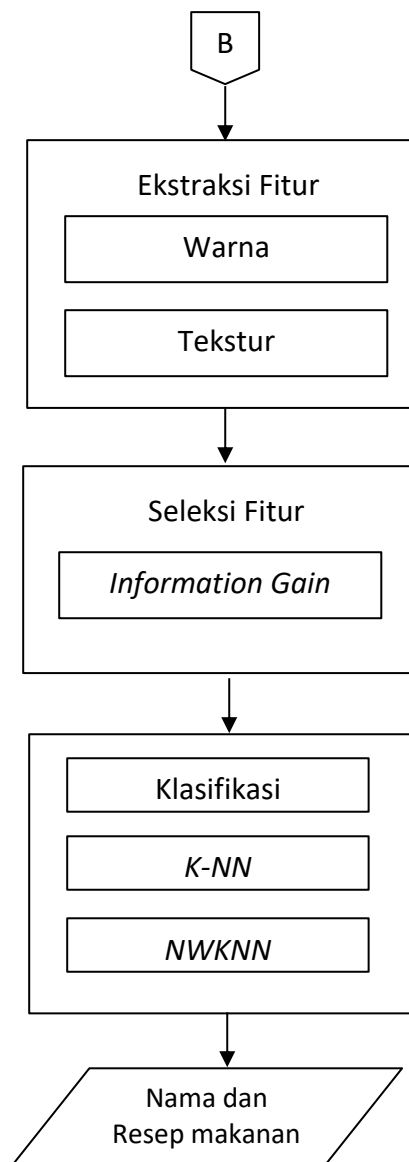 B
Ekstraksi Fitur
Warna
Tekstur
Seleksi Fitur
Information Gain
Klasifikasi
K-NN
NWKNN
Nama dan
Resep makanan